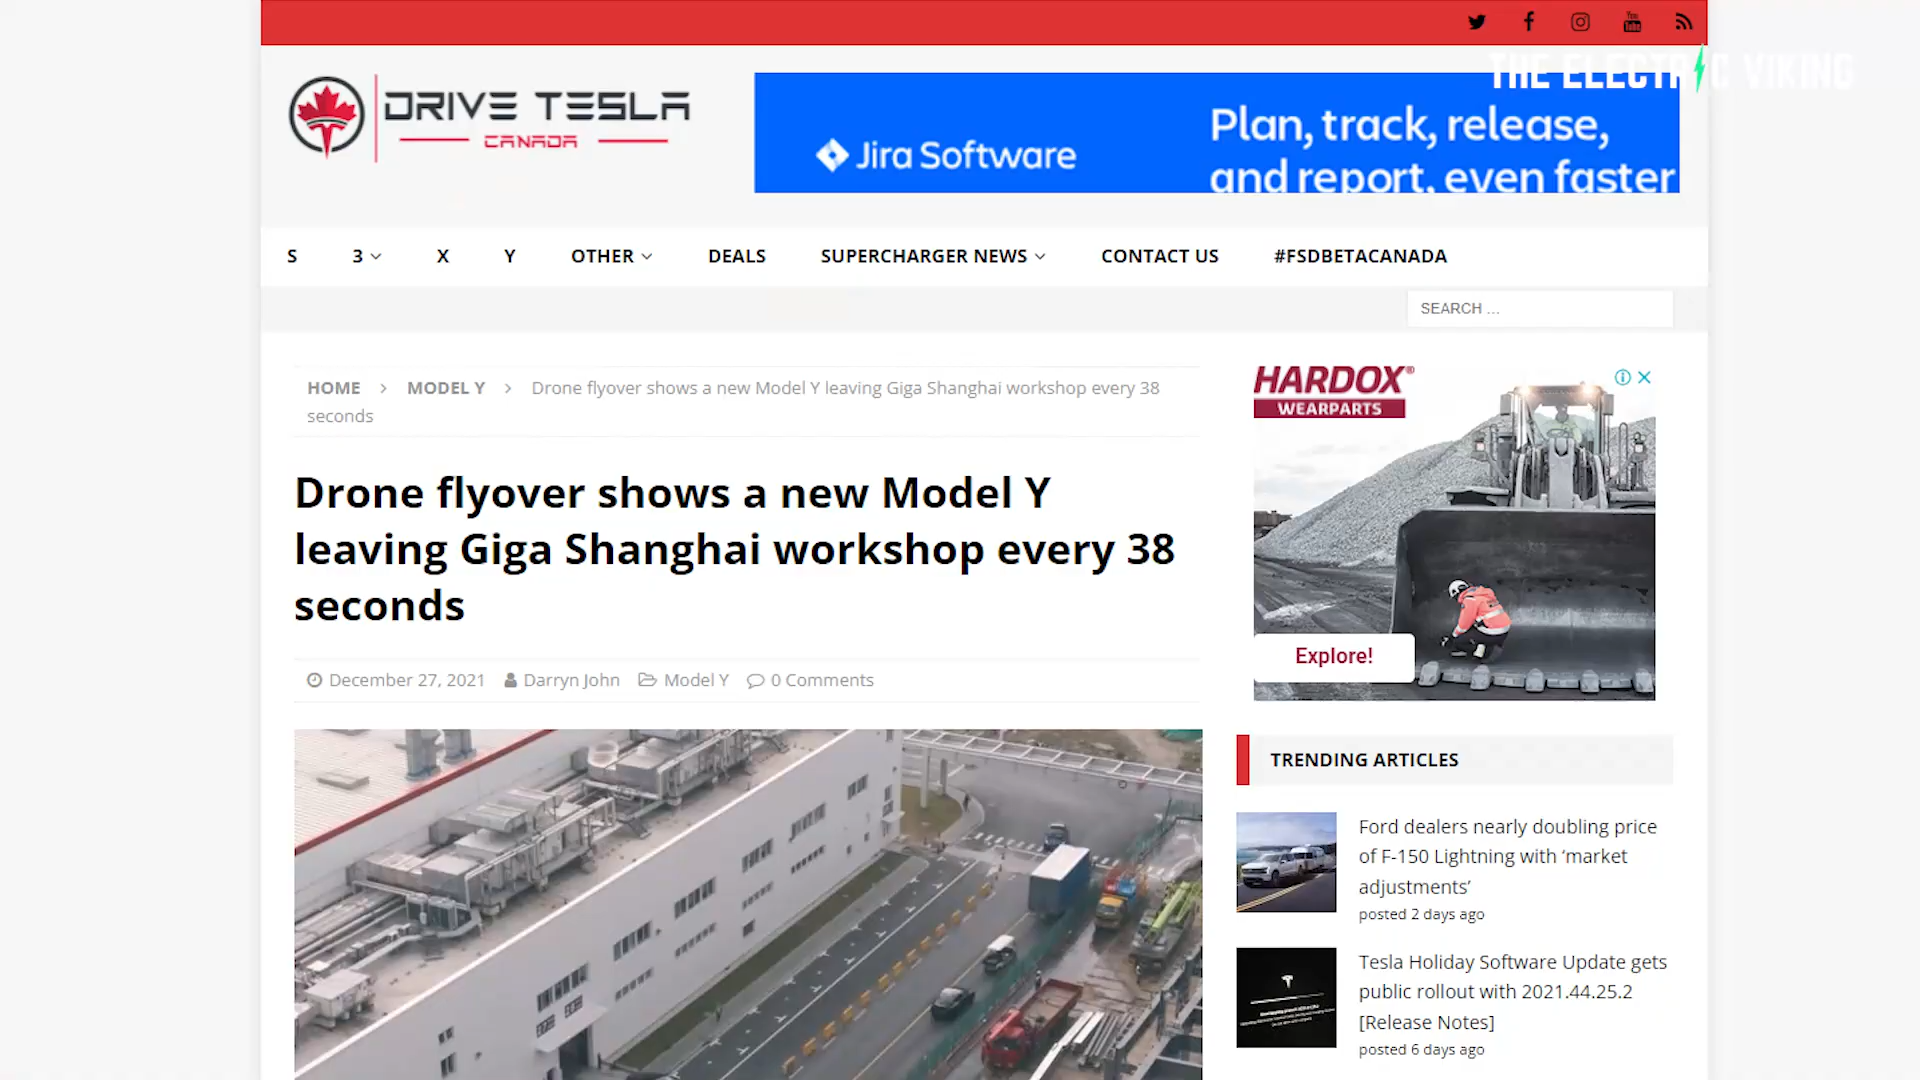 THE ELECTRIC VIKING
DRIVE TESLA
CANADA
Jira Software
Plan, track, release,
and report, even faster
S
3
X
Y
OTHER
DEALS
SUPERCHARGER NEWS
CONTACT US
#FSDBETACANADA
SEARCH …
HOME > MODEL Y > Drone flyover shows a new Model Y leaving Giga Shanghai workshop every 38
seconds
Drone flyover shows a new Model Y
leaving Giga Shanghai workshop every 38
seconds
December 27, 2021 Darryn John Model Y 0 Comments
HARDOX®
WEARPARTS
Explore!
TRENDING ARTICLES
Ford dealers nearly doubling price
of F-150 Lightning with ‘market
adjustments’
posted 2 days ago
Tesla Holiday Software Update gets
public rollout with 2021.44.25.2
[Release Notes]
posted 6 days ago